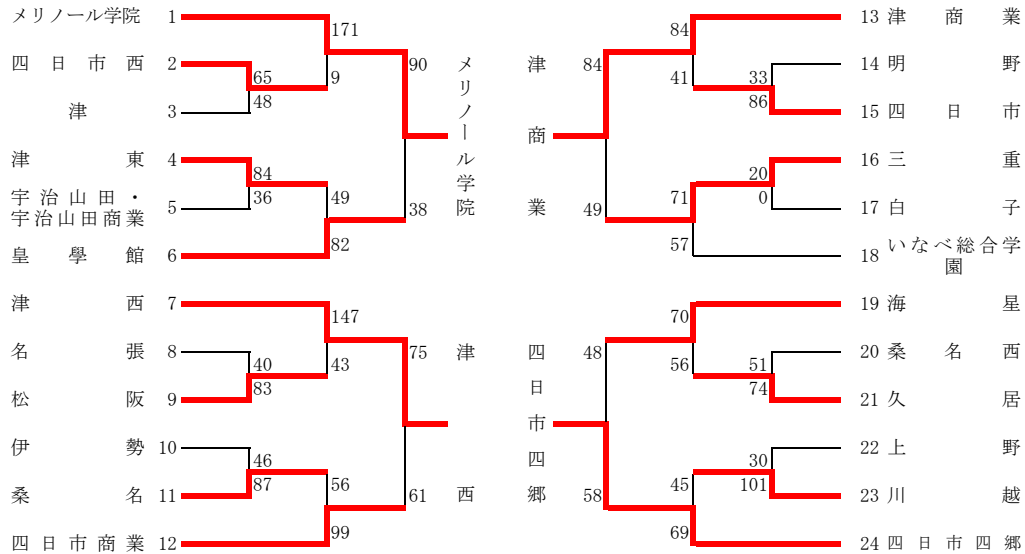 メリノール学院 1
171
四日市西 2
65
9
48
津 3
90
津東 4
84
36
49
宇治山田・
宇治山田商業 5
38
皇學館 6
82
メリノール学院
津西 7
147
名張 8
40
43
83
松阪 9
75
伊勢 10
46
87
56
桑名 11
61
四日市商業 12
99
津西
84
13 津商業
41
33
14 明野
86
15 四日市
84
20
16 三重
71
0
17 白子
49
57
18 いなべ総合学
園
津商業
70
19 海星
56
51
20 桑名西
74
21 久居
48
30
22 上野
45
101
23 川越
58
69
24 四日市四郷
四日市四郷